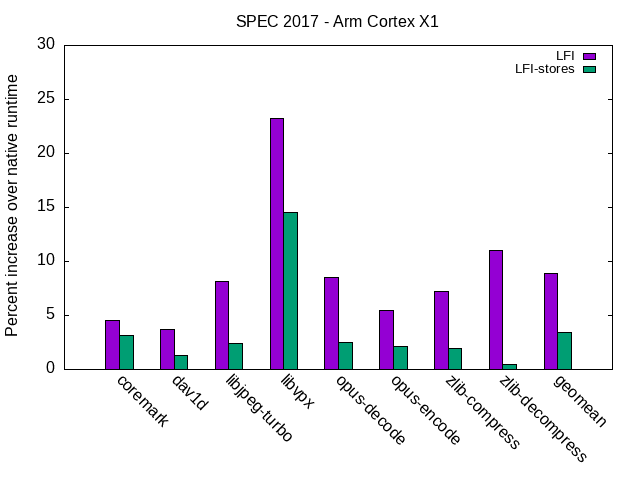 SPEC 2017 - Arm Cortex X1
Percent increase over native runtime
30
25
20
15
10
5
0
LFI
LFI-stores
coremark
dav1d
libjpeg-turbo
libvpx
opus-decode
opus-encode
zlib-compress
zlib-decompress
geomean